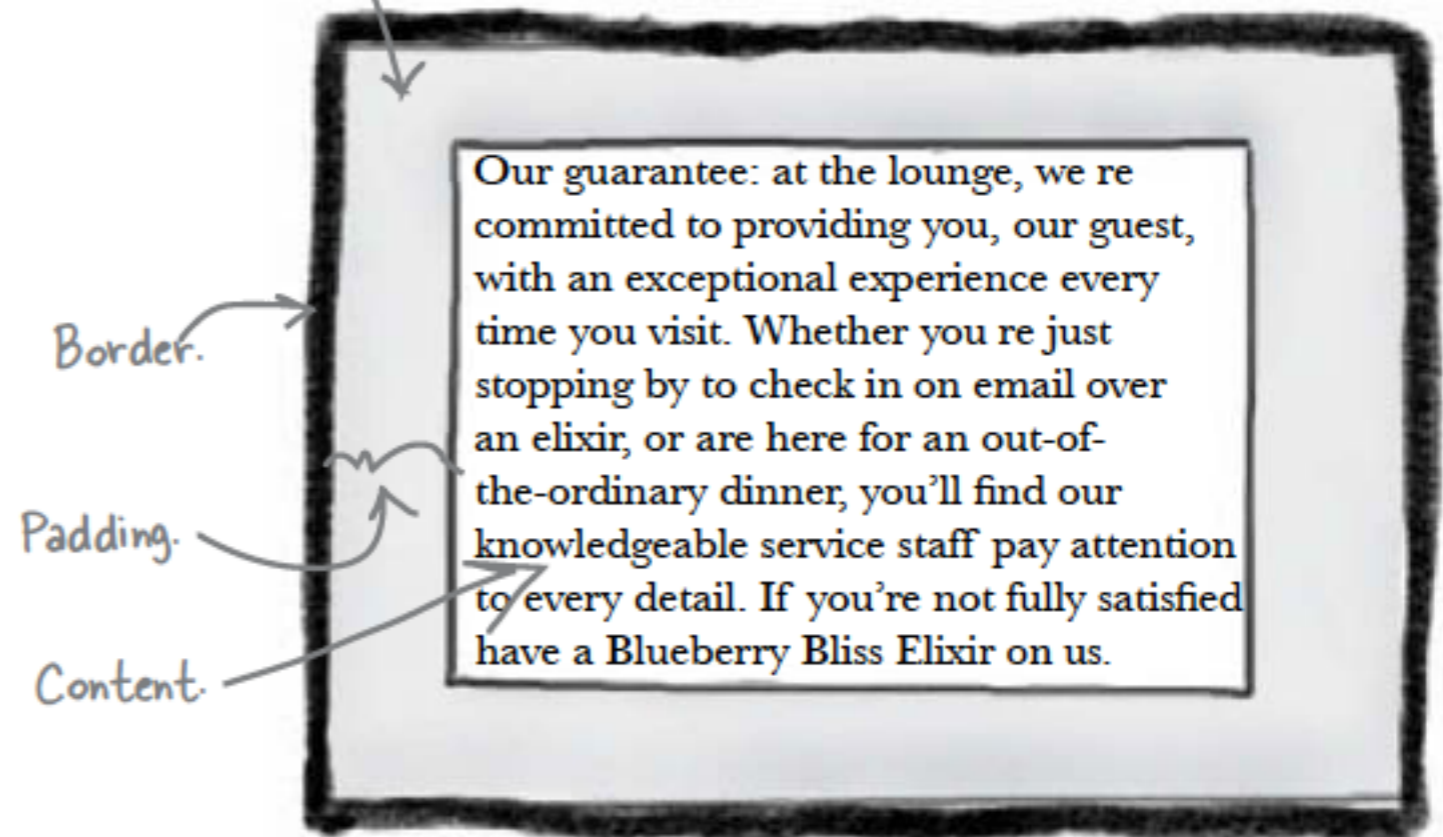 Our guarantee: at the lounge, we re
committed to providing you, our guest,
with an exceptional experience every
time you visit. Whether you re just
stopping by to check in on email over
an elixir, or are here for an out-of-
the-ordinary dinner, you’ll find our
knowledgeable service staff pay attention
to every detail. If you’re not fully satisfied
have a Blueberry Bliss Elixir on us.
Border.
Padding.
Content.